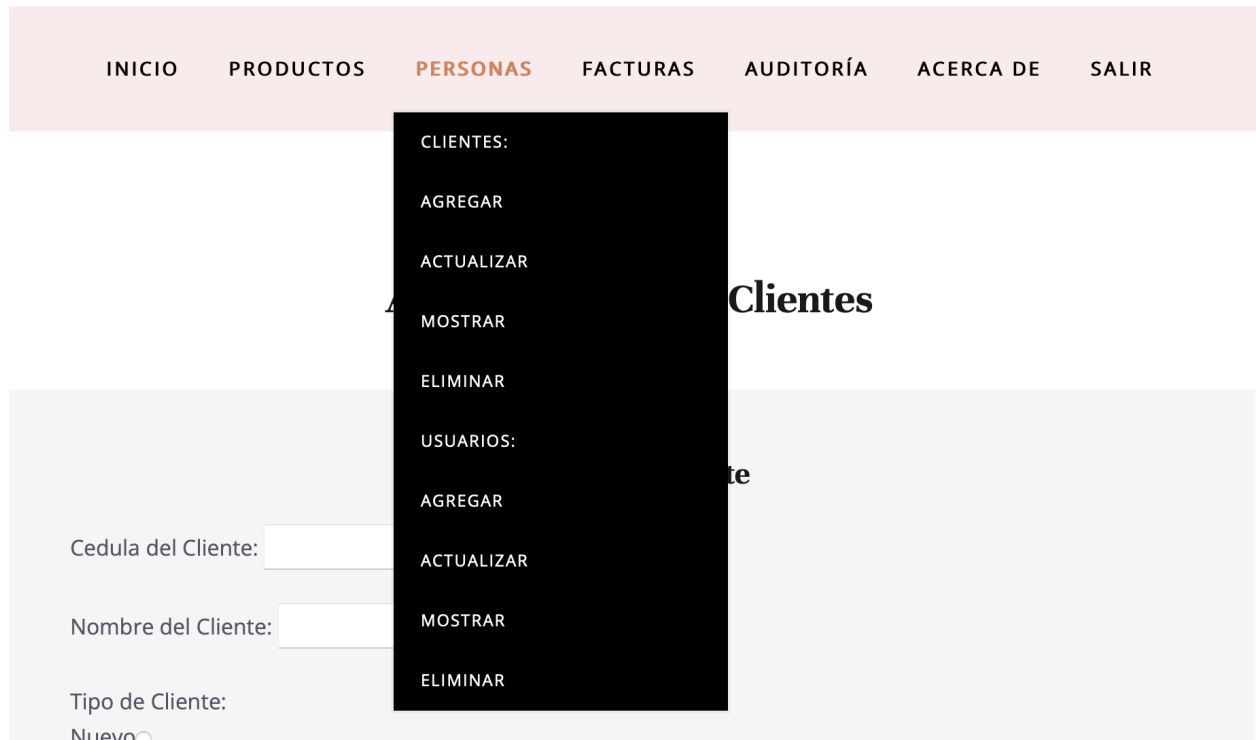 INICIO PRODUCTOS PERSONAS FACTURAS AUDITORÍA ACERCA DE SALIR
CLIENTES:
AGREGAR
ACTUALIZAR
MOSTRAR
ELIMINAR
USUARIOS:
AGREGAR
ACTUALIZAR
MOSTRAR
ELIMINAR
Clientes
te
Cedula del Cliente:
Nombre del Cliente:
Tipo de Cliente:
Nuevo